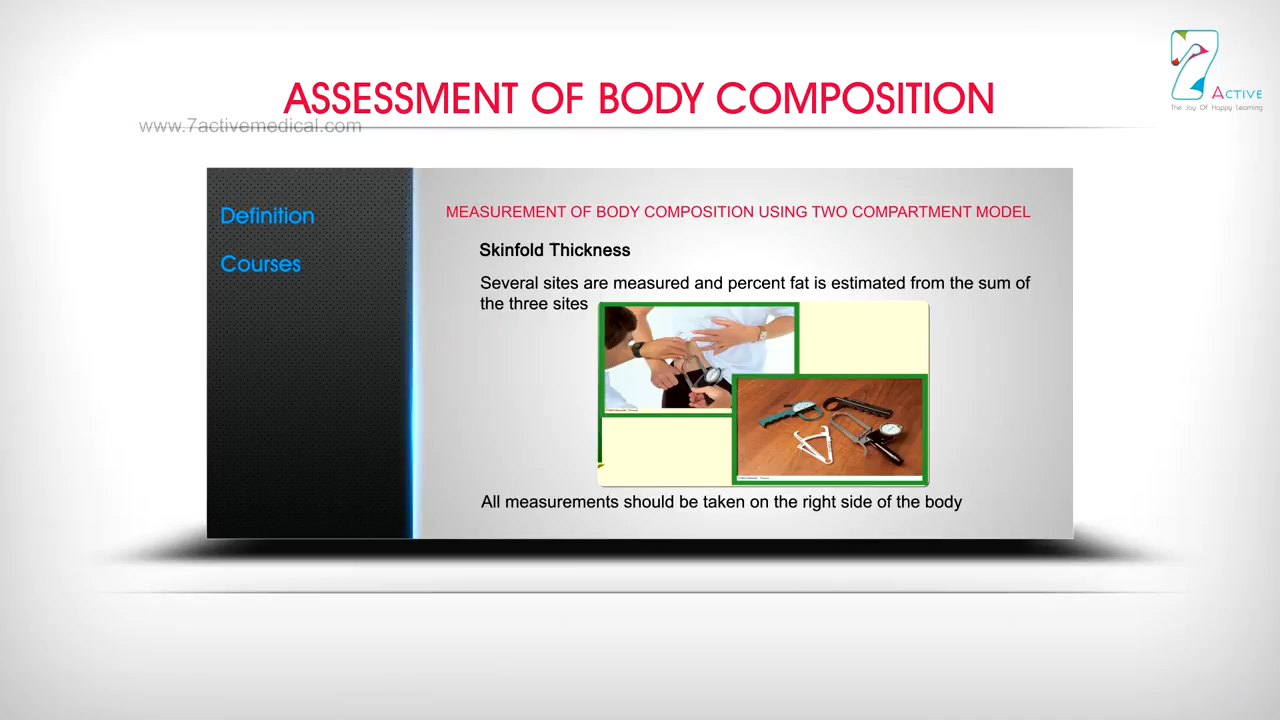 ASSESSMENT OF BODY COMPOSITION
www.7activemedical.com
ACTIVE
The Joy Of Happy Learning
Definition
Courses
MEASUREMENT OF BODY COMPOSITION USING TWO COMPARTMENT MODEL
Skinfold Thickness
Several sites are measured and percent fat is estimated from the sum of
the three sites
All measurements should be taken on the right side of the body